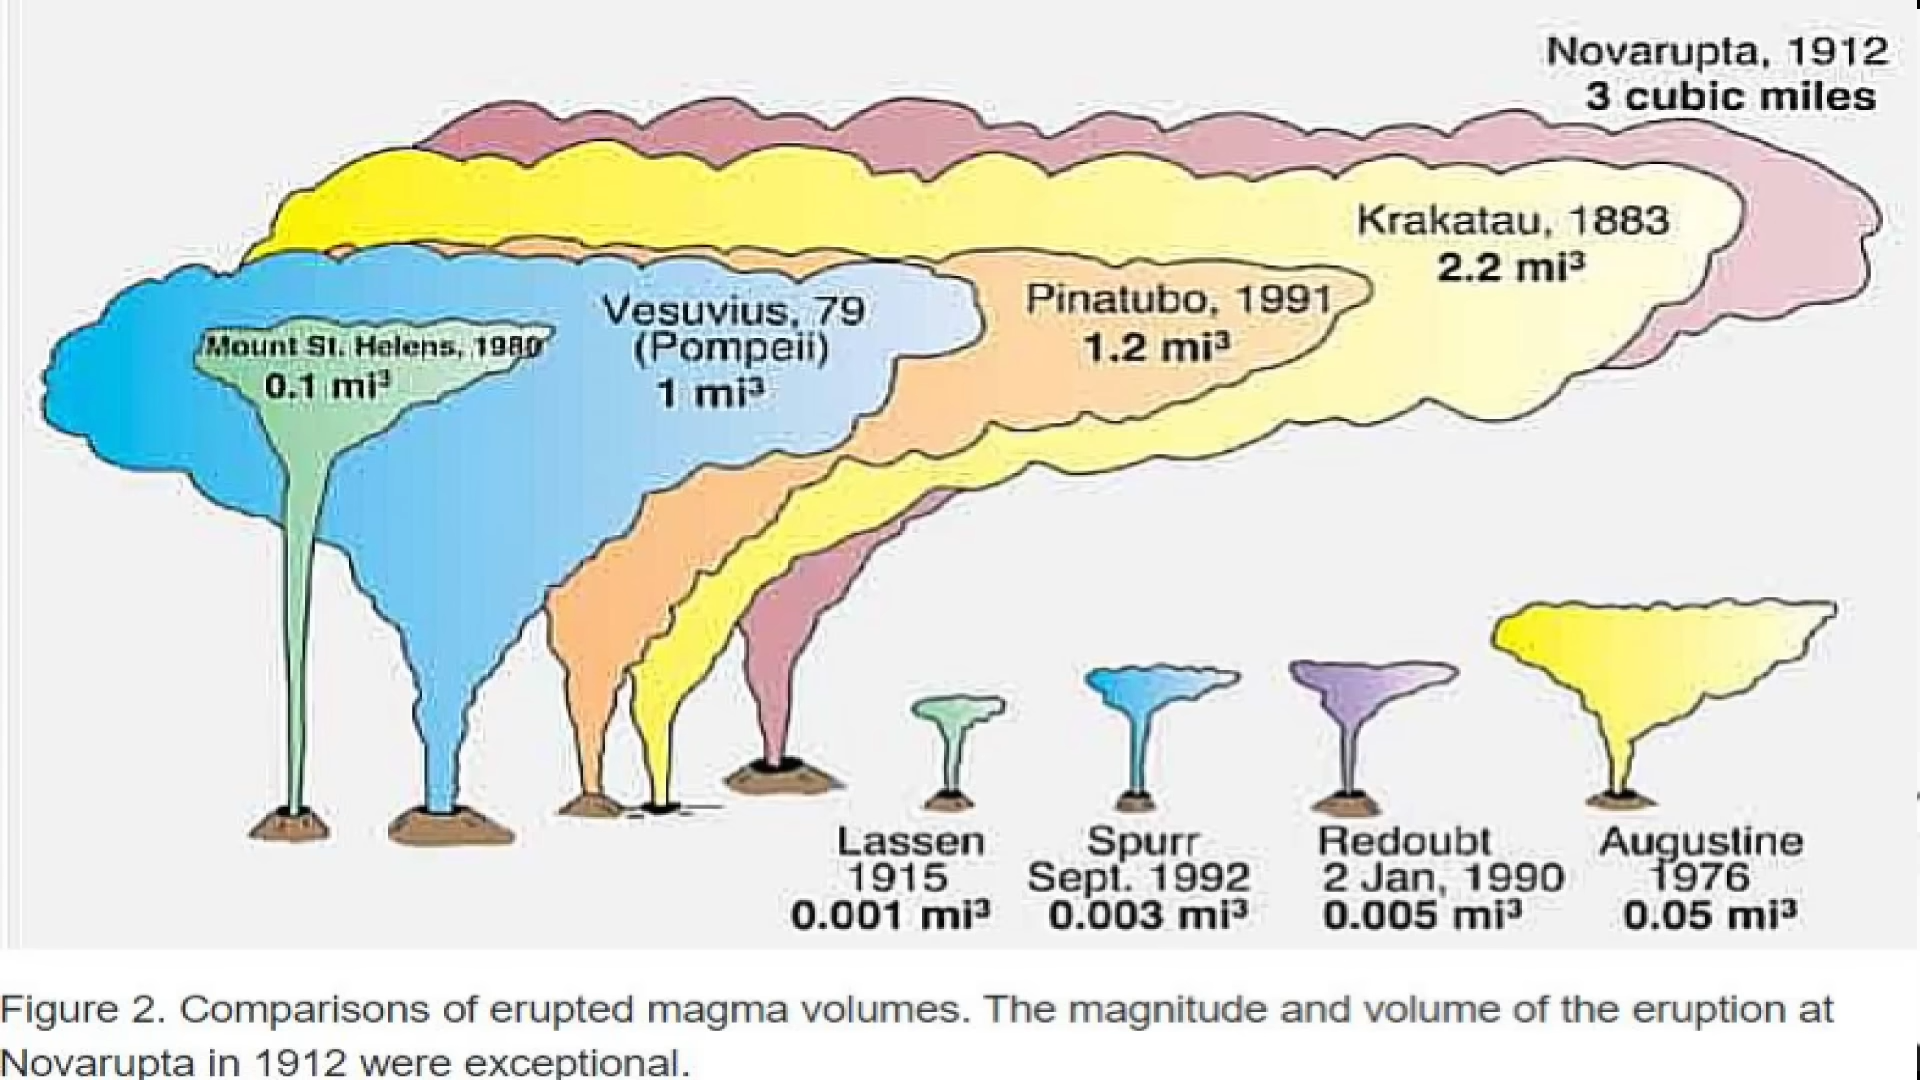 Novarupta, 1912
3 cubic miles
Krakatau, 1883
2.2 mi³
Pinatubo, 1991
1.2 mi³
Vesuvius, 79
(Pompeii)
1 mi³
Mount St. Helens, 1980
0.1 mi³
Lassen
1915
0.001 mi³
Spurr
Sept. 1992
0.003 mi³
Redoubt
2 Jan, 1990
0.005 mi³
Augustine
1976
0.05 mi³
Figure 2. Comparisons of erupted magma volumes. The magnitude and volume of the eruption at
Novarupta in 1912 were exceptional.